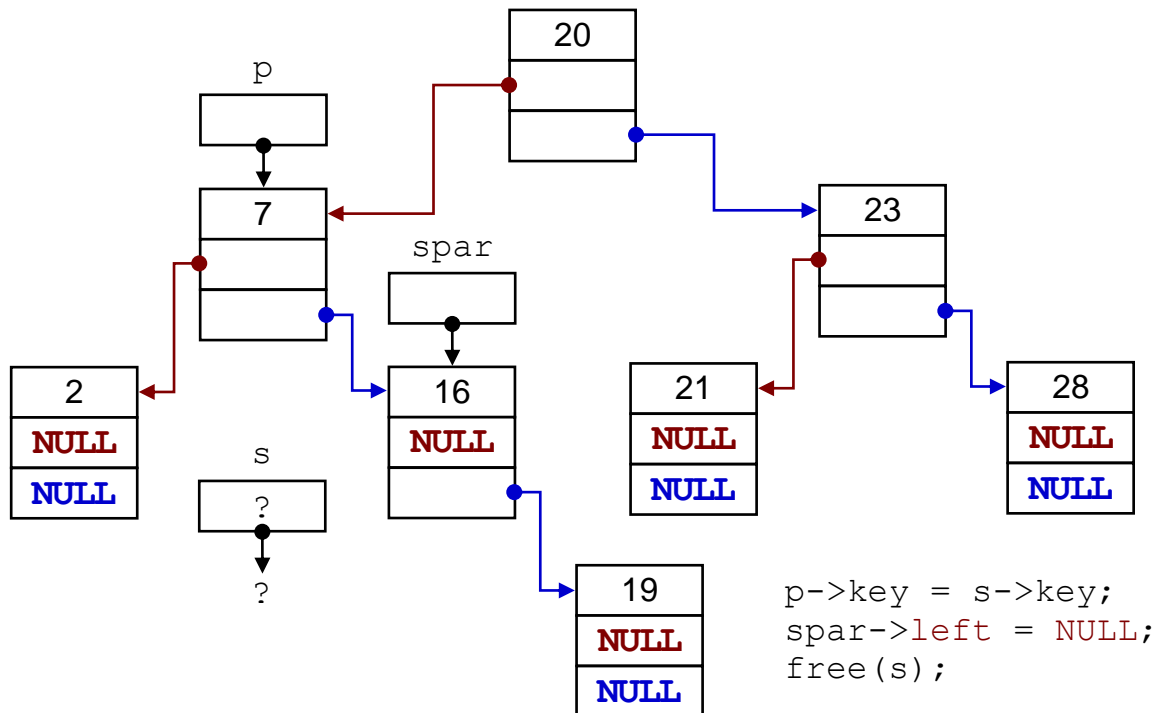 20
p
7
23
spar
2
16
21
28
NULL
NULL
NULL
NULL
NULL
s
NULL
NULL
?
?
19
NULL
NULL
p->key = s->key;
spar->left = NULL;
free(s);